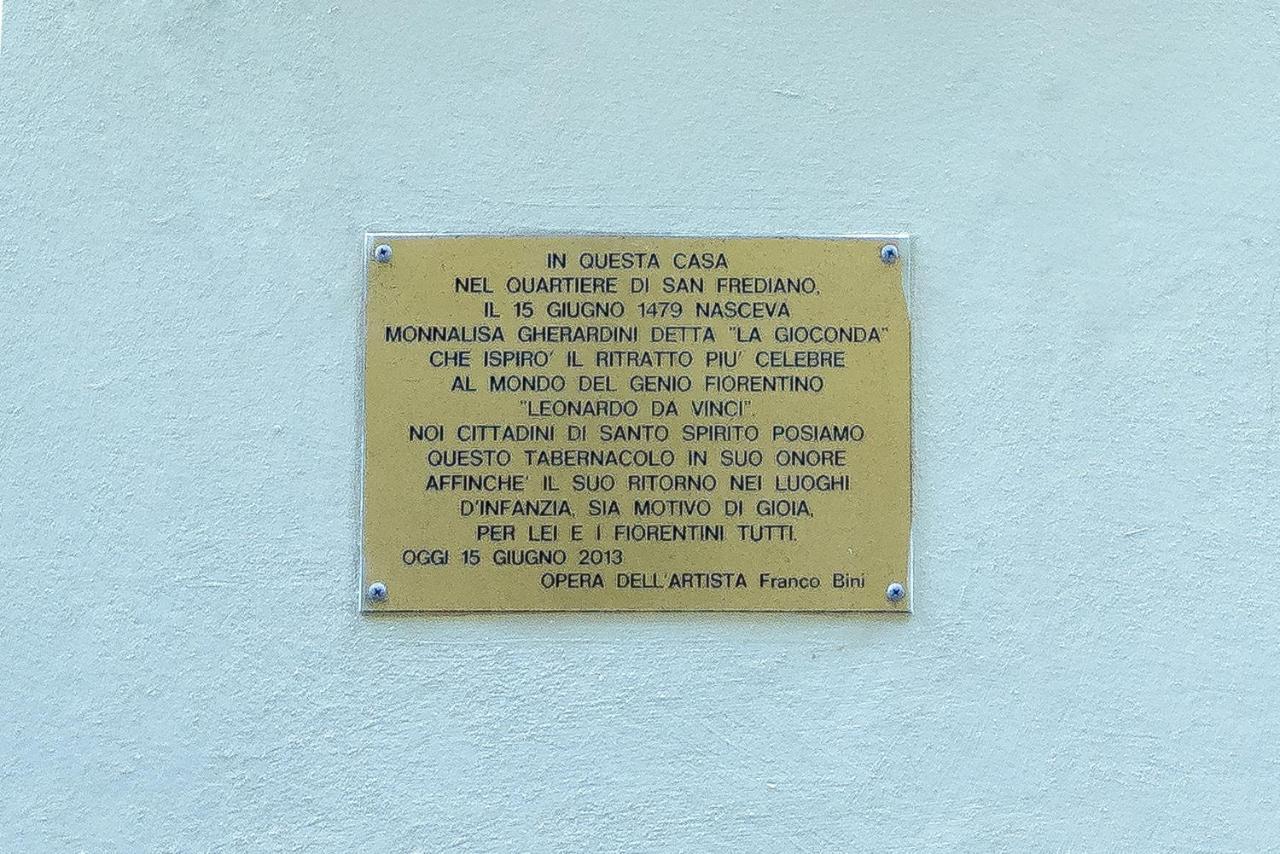 IN QUESTA CASA
NEL QUARTIERE DI SAN FREDIANO,
IL 15 GIUGNO 1479 NASCEVA
MONNALISA GHERARDINI DETTA "LA GIOCONDA"
CHE ISPIRO' IL RITRATTO PIU' CELEBRE
AL MONDO DEL GENIO FIORENTINO
"LEONARDO DA VINCI".
NOI CITTADINI DI SANTO SPIRITO POSIAMO
QUESTO TABERNACOLO IN SUO ONORE
AFFINCHE' IL SUO RITORNO NEI LUOGHI
D'INFANZIA, SIA MOTIVO DI GIOIA,
PER LEI E I FIORENTINI TUTTI.
OGGI 15 GIUGNO 2013
OPERA DELL'ARTISTA Franco Bini